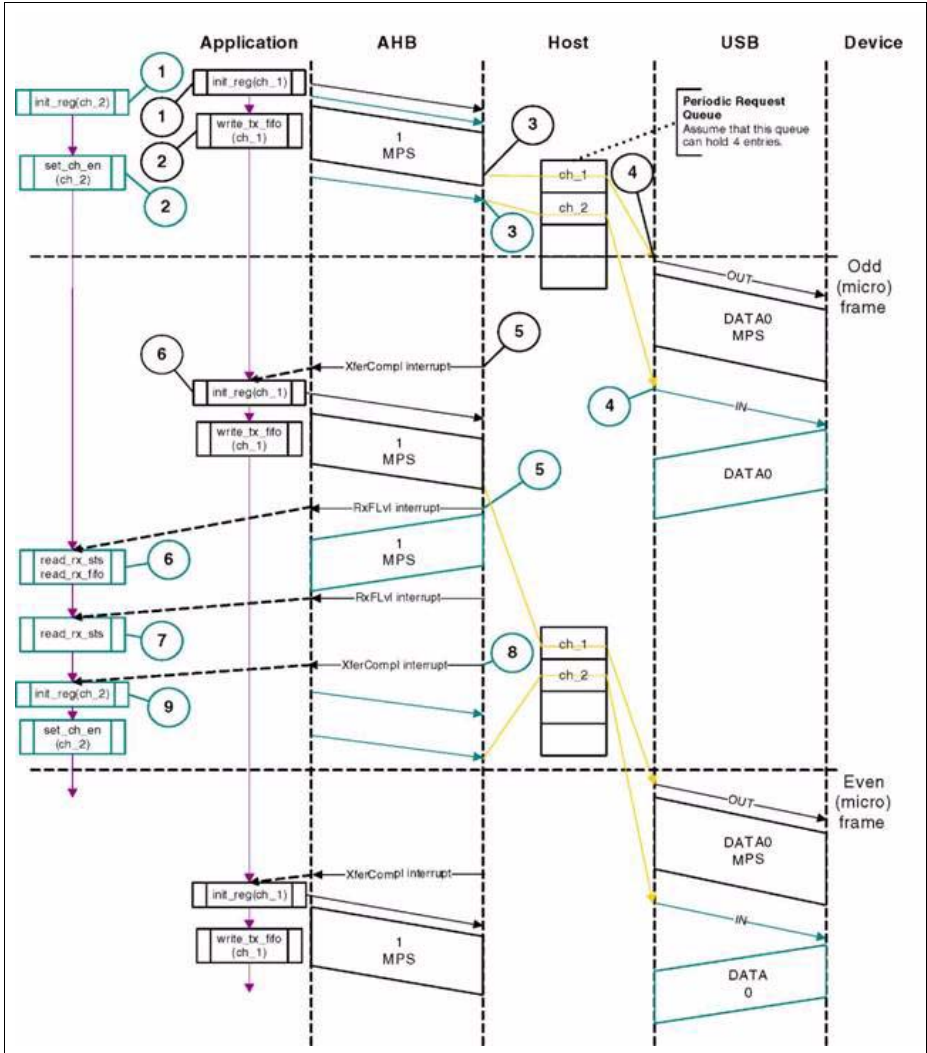 Application
AHB
Host
USB
Device
1
init_reg(ch_2)
init_reg(ch_1)
1
write_tx_fifo
(ch_1)
2
set_ch_en
(ch_2)
2
1
MPS
3
3
Periodic Request
Queue
Assume that this queue
can hold 4 entries.
ch_1
ch_2
4
Odd
(micro)
frame
OUT
DATA0
MPS
5
XferCompl interrupt
6
init_reg(ch_1)
write_tx_fifo
(ch_1)
1
MPS
4
IN
DATA0
5
RxFLvl interrupt
1
MPS
read_rx_sts
read_rx_fifo
6
RxFLvl interrupt
read_rx_sts
7
8
XferCompl interrupt
init_reg(ch_2)
9
set_ch_en
(ch_2)
ch_1
ch_2
Even
(micro)
frame
OUT
DATA0
MPS
XferCompl interrupt
init_reg(ch_1)
write_tx_fifo
(ch_1)
1
MPS
IN
DATA
0